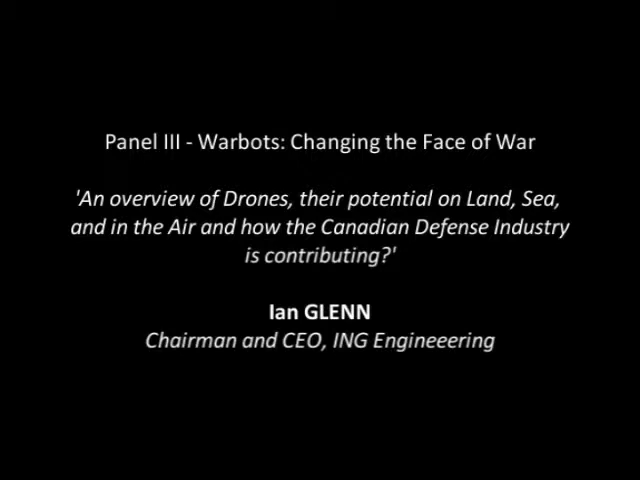 Panel III - Warbots: Changing the Face of War
'An overview of Drones, their potential on Land, Sea,
and in the Air and how the Canadian Defense Industry
is contributing?'
Ian GLENN
Chairman and CEO, ING Engineeering